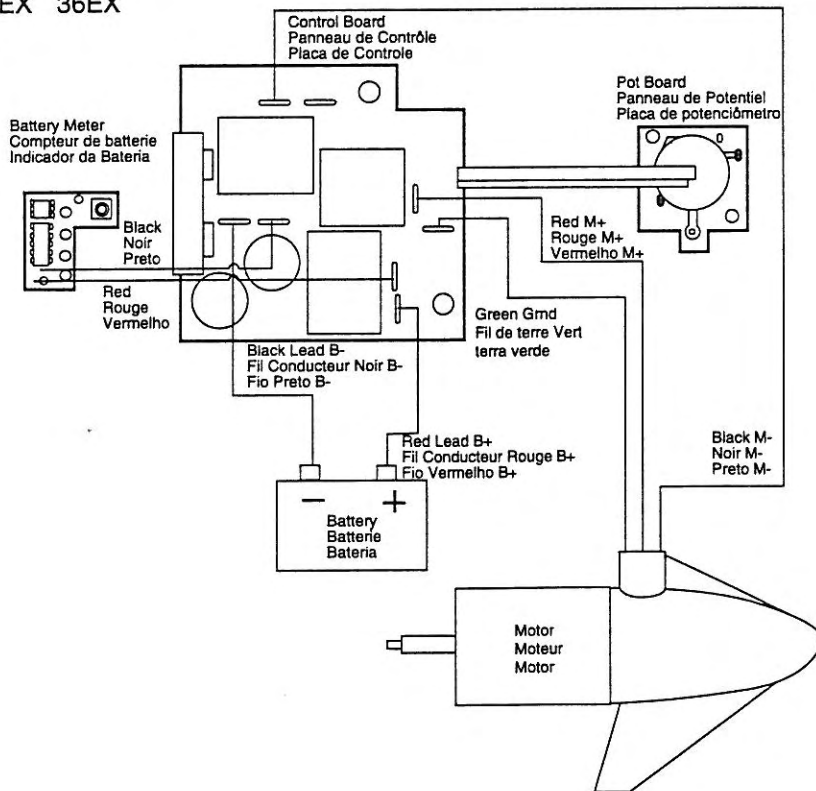 36EX
Control Board
Panneau de Contrôle
Placa de Controle
Pot Board
Panneau de Potentiel
Placa de potenciômetro
Battery Meter
Compteur de batterie
Indicador da Bateria
Black
Noir
Preto
Red
Rouge
Vermelho
Red M+
Rouge M+
Vermelho M+
Green Grnd
Fil de terre Vert
terra verde
Black Lead B-
Fil Conducteur Noir B-
Fio Preto B-
Red Lead B+
Fil Conducteur Rouge B+
Fio Vermelho B+
Black M-
Noir M-
Preto M-
− +
Battery
Batterie
Bateria
Motor
Moteur
Motor